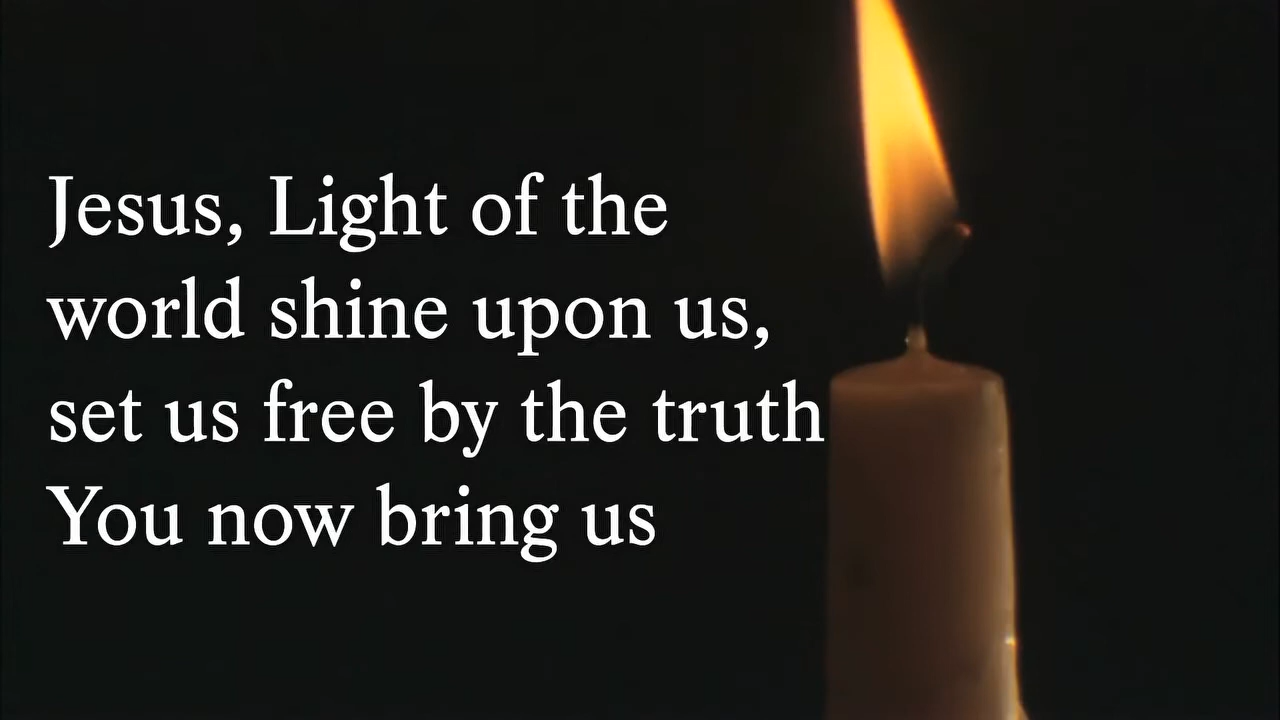 Jesus, Light of the
world shine upon us,
set us free by the truth
You now bring us